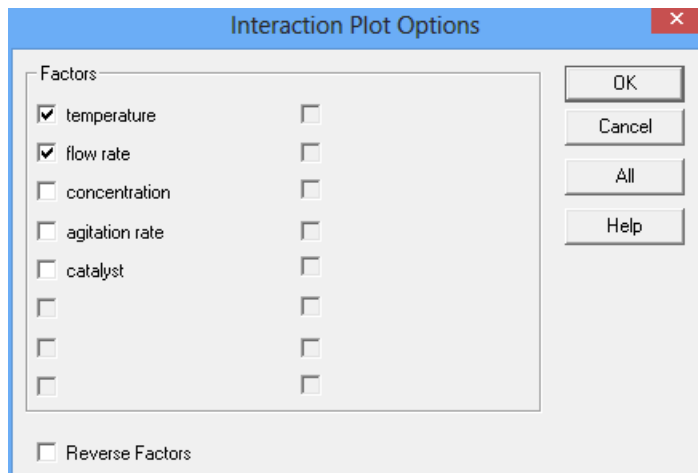 Interaction Plot Options
Factors
temperature
flow rate
concentration
agitation rate
catalyst
Reverse Factors
OK
Cancel
All
Help